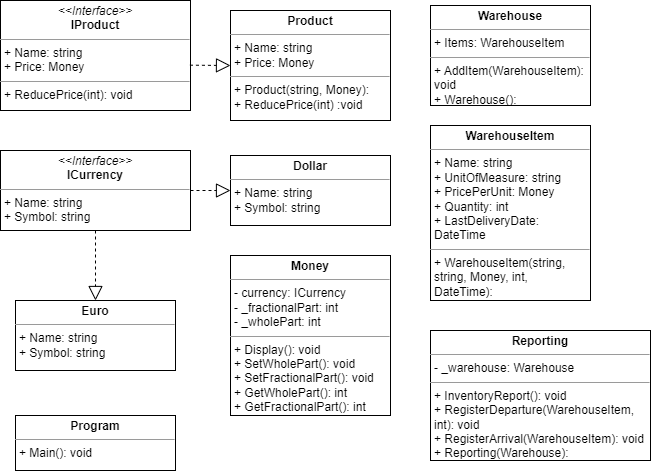 <<Interface>>
IProduct
+ Name: string
+ Price: Money
+ ReducePrice(int): void
Product
+ Name: string
+ Price: Money
+ Product(string, Money):
+ ReducePrice(int) :void
Warehouse
+ Items: WarehouseItem
+ AddItem(WarehouseItem):
void
+ Warehouse():
<<Interface>>
ICurrency
+ Name: string
+ Symbol: string
Dollar
+ Name: string
+ Symbol: string
WarehouseItem
+ Name: string
+ UnitOfMeasure: string
+ PricePerUnit: Money
+ Quantity: int
+ LastDeliveryDate:
DateTime
+ WarehouseItem(string,
string, Money, int,
DateTime):
Euro
+ Name: string
+ Symbol: string
Money
- currency: ICurrency
- _fractionalPart: int
- _wholePart: int
+ Display(): void
+ SetWholePart(): void
+ SetFractionalPart(): void
+ GetWholePart(): int
+ GetFractionalPart(): int
Reporting
- _warehouse: Warehouse
+ InventoryReport(): void
+ RegisterDeparture(WarehouseItem,
int): void
+ RegisterArrival(WarehouseItem): void
+ Reporting(Warehouse):
Program
+ Main(): void